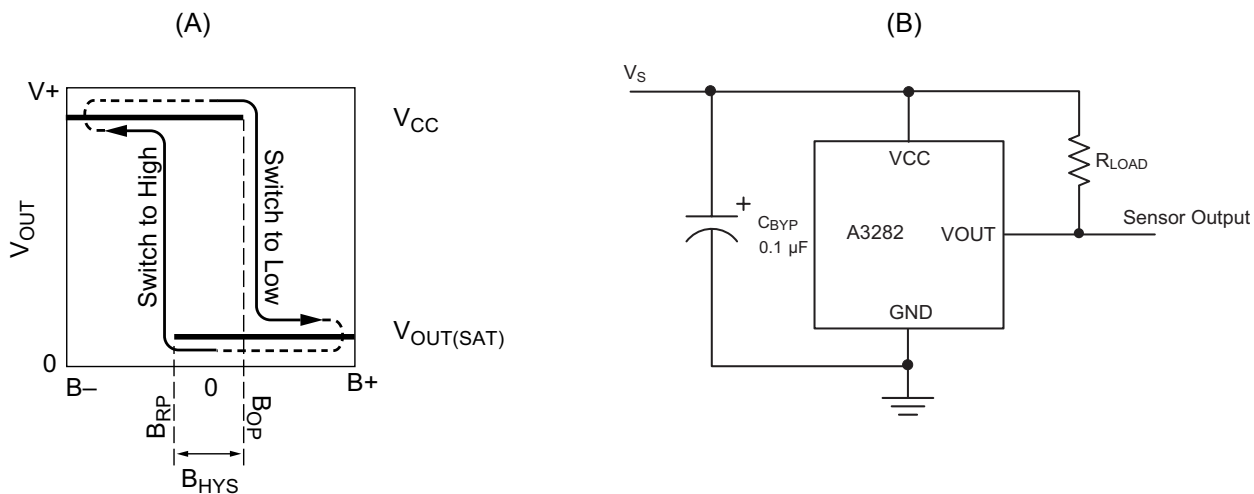 (A)
V+
VOUT
0
Switch to High
Switch to Low
VCC
VOUT(SAT)
B–
0
B+
BRP
BOP
BHYS
(B)
VS
VCC
A3282
VOUT
GND
+
CBYP
0.1 µF
RLOAD
Sensor Output